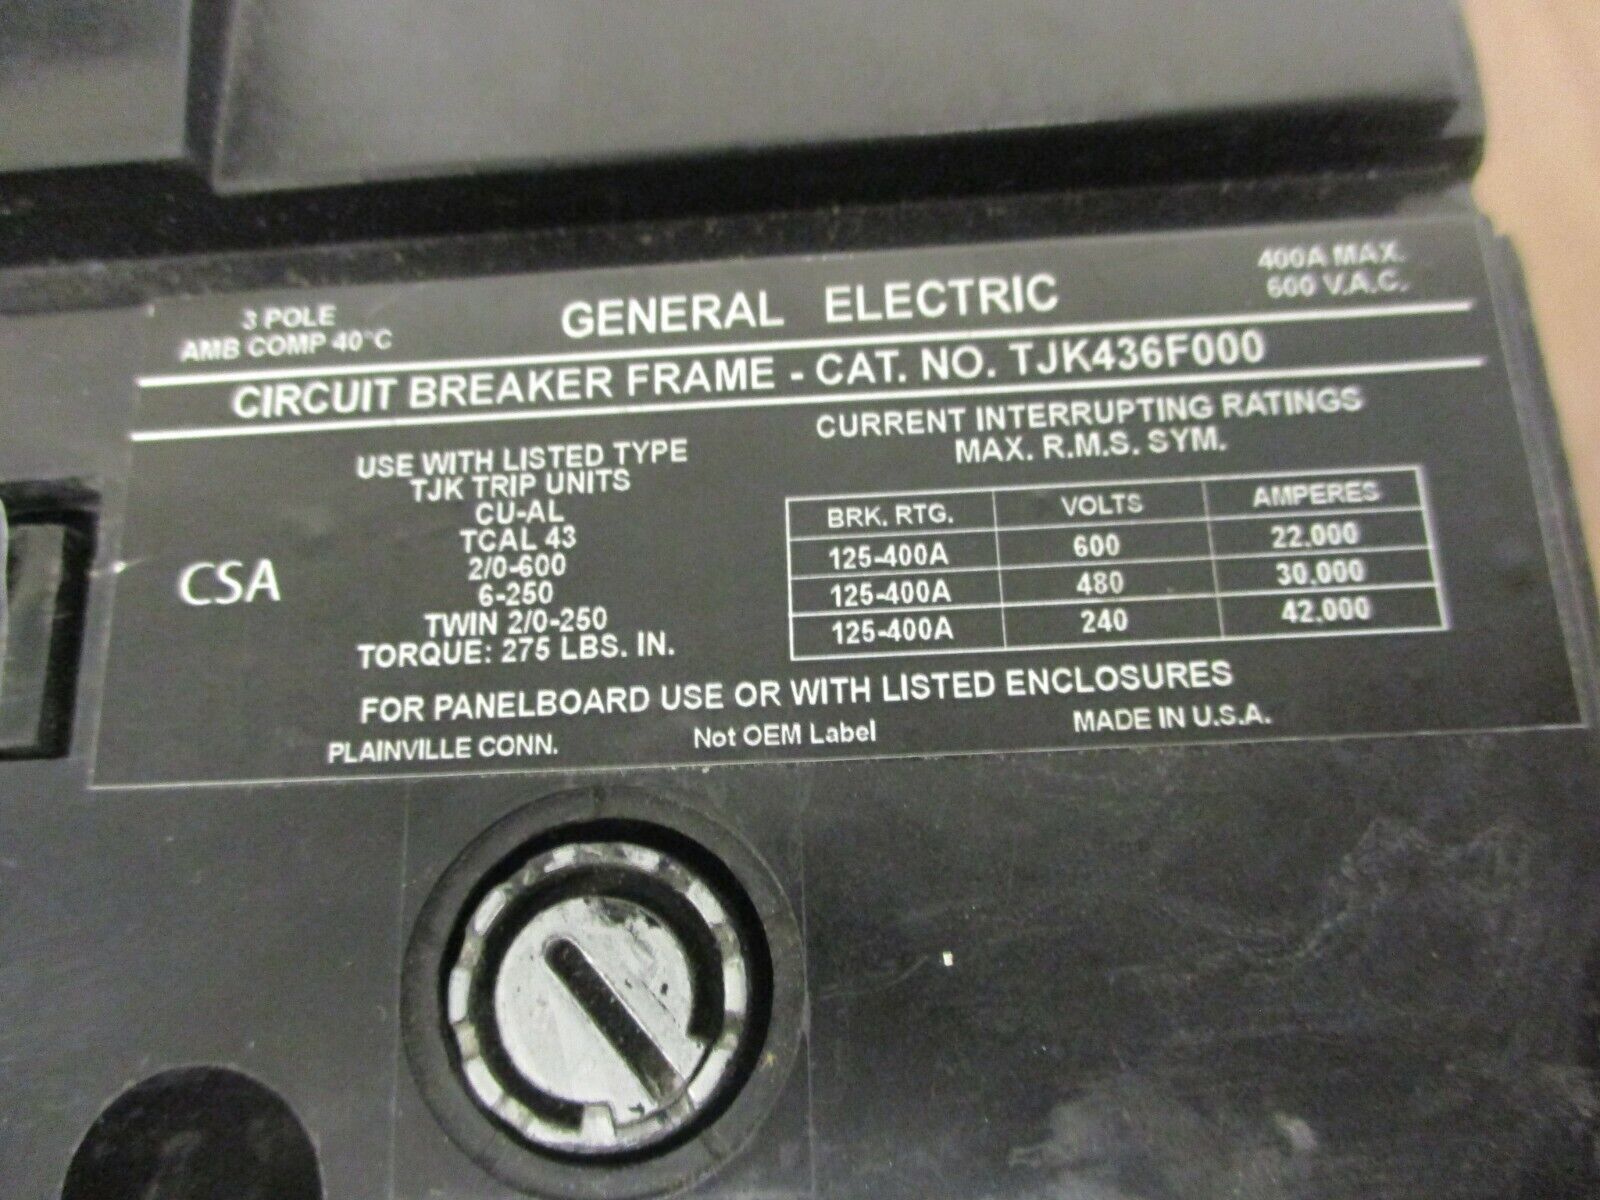 3 POLE
AMB COMP 40°C
GENERAL ELECTRIC
400A MAX.
600 V.A.C.
CIRCUIT BREAKER FRAME - CAT. NO. TJK436F000
USE WITH LISTED TYPE
TJK TRIP UNITS
CU-AL
TCAL 43
2/0-600
6-250
TWIN 2/0-250
TORQUE: 275 LBS. IN.
CSA
CURRENT INTERRUPTING RATINGS
MAX. R.M.S. SYM.
BRK. RTG. VOLTS AMPERES
125-400A 600 22.000
125-400A 480 30.000
125-400A 240 42.000
FOR PANELBOARD USE OR WITH LISTED ENCLOSURES
PLAINVILLE CONN. Not OEM Label MADE IN U.S.A.